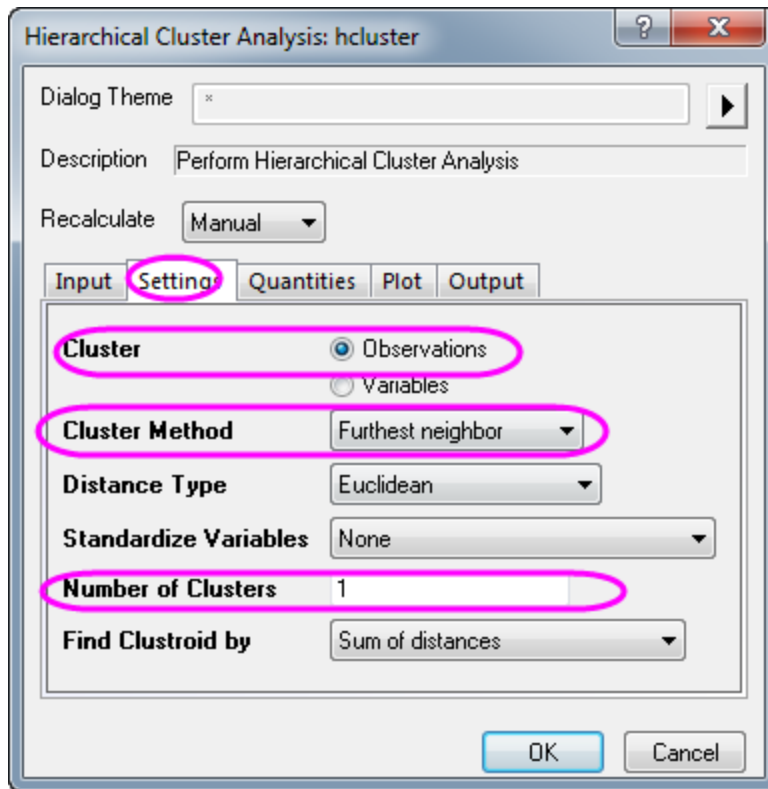 Hierarchical Cluster Analysis: hcluster
Dialog Theme *
Description Perform Hierarchical Cluster Analysis
Recalculate Manual
Input Settings Quantities Plot Output
Cluster Observations
Variables
Cluster Method Furthest neighbor
Distance Type Euclidean
Standardize Variables None
Number of Clusters 1
Find Clustroid by Sum of distances
OK Cancel